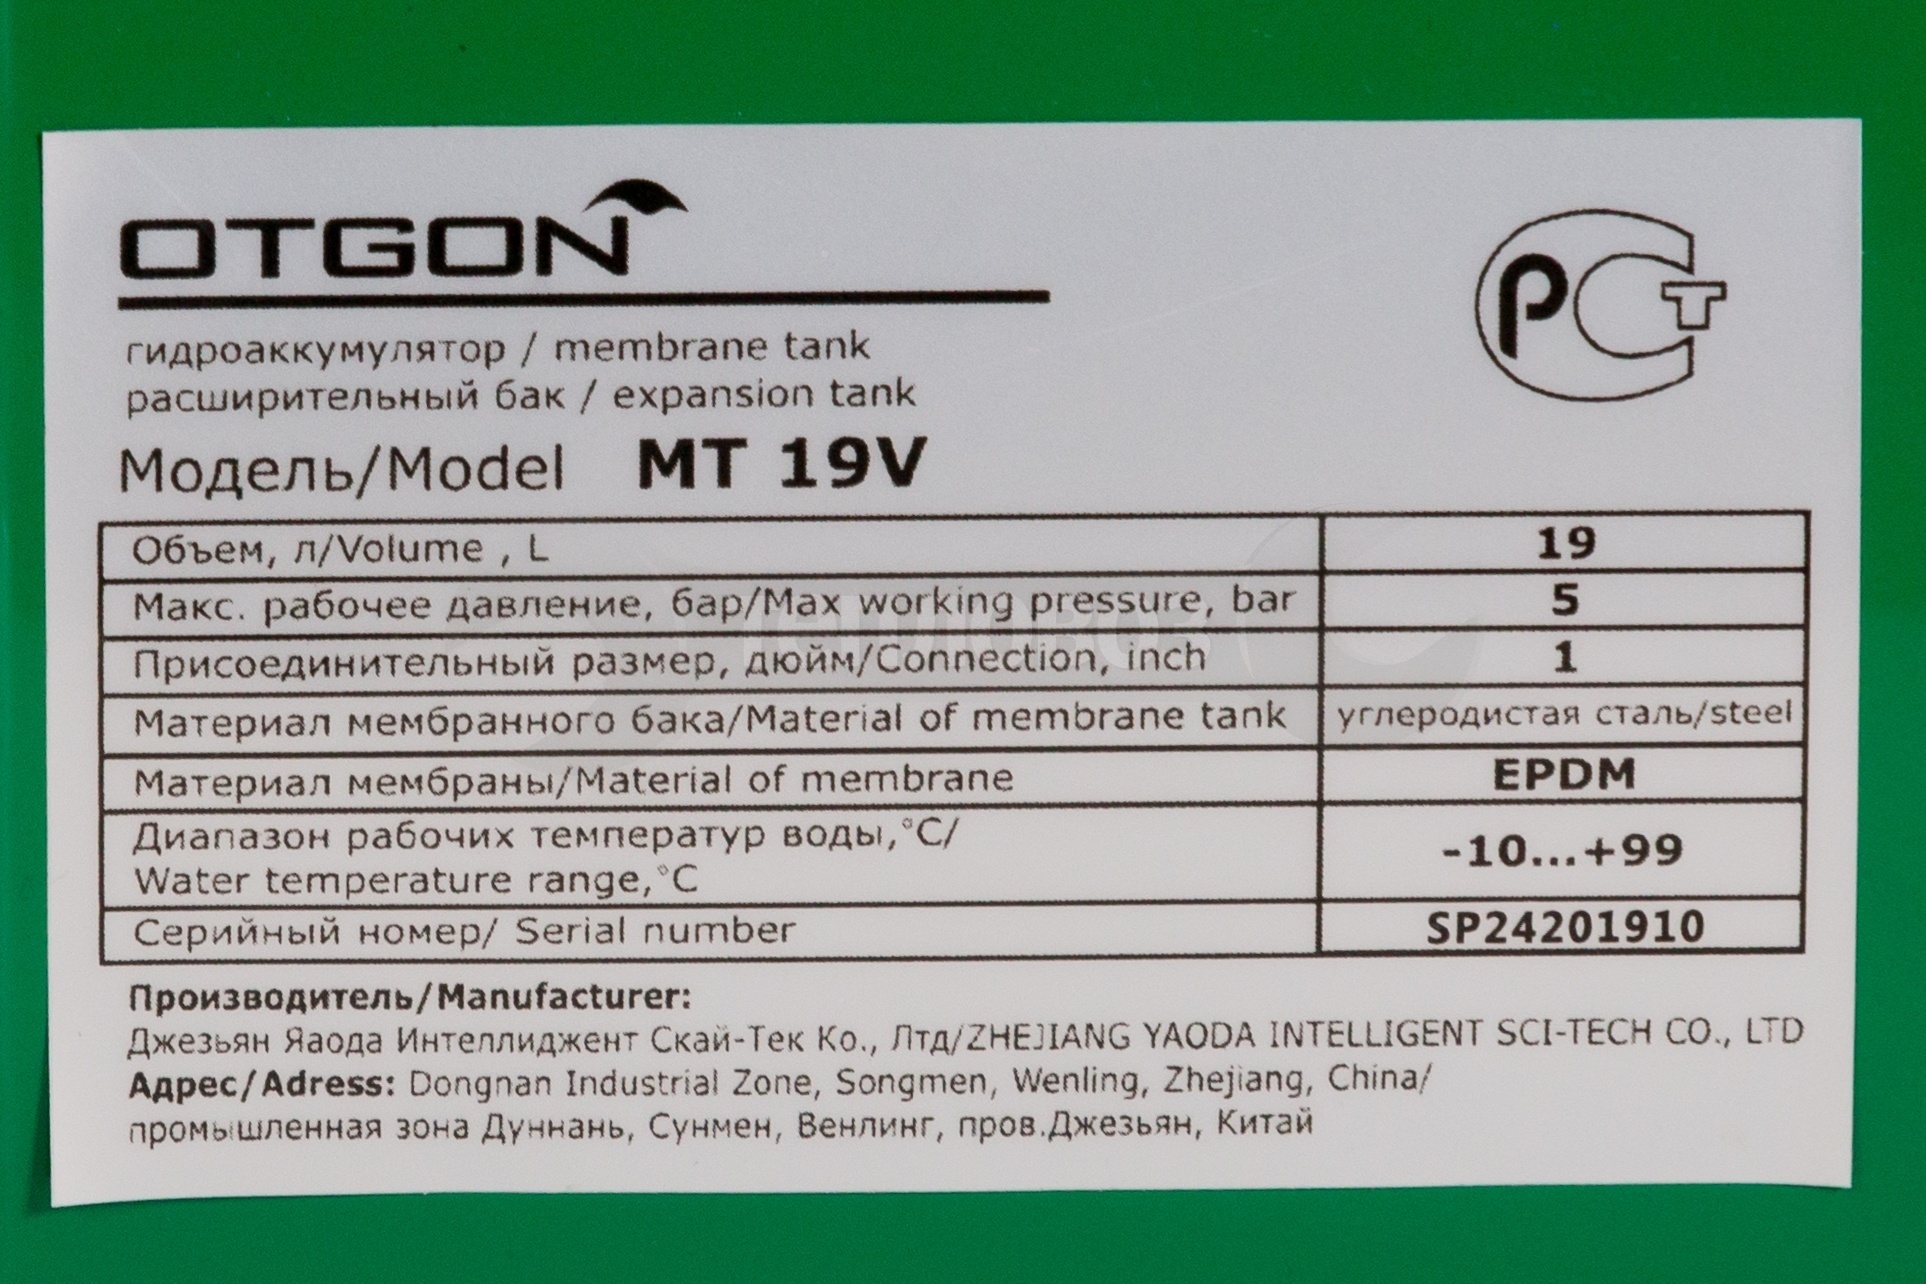 OTGON
РСТ
гидроаккумулятор / membrane tank
расширительный бак / expansion tank
Модель/Model МТ 19V
Объем, л/Volume , L 19
Макс. рабочее давление, бар/Max working pressure, bar 5
Присоединительный размер, дюйм/Connection, inch 1
Материал мембранного бака/Material of membrane tank углеродистая сталь/steel
Материал мембраны/Material of membrane EPDM
Диапазон рабочих температур воды,°C/
Water temperature range,°C -10...+99
Серийный номер/ Serial number SP24201910
Производитель/Manufacturer:
Джезьян Яаода Интеллиджент Скай-Тек Ко., Лтд/ZHEJIANG YAODA INTELLIGENT SCI-TECH CO., LTD
Адрес/Adress: Dongnan Industrial Zone, Songmen, Wenling, Zhejiang, China/
промышленная зона Дуннань, Сунмен, Венлинг, пров.Джезьян, Китай